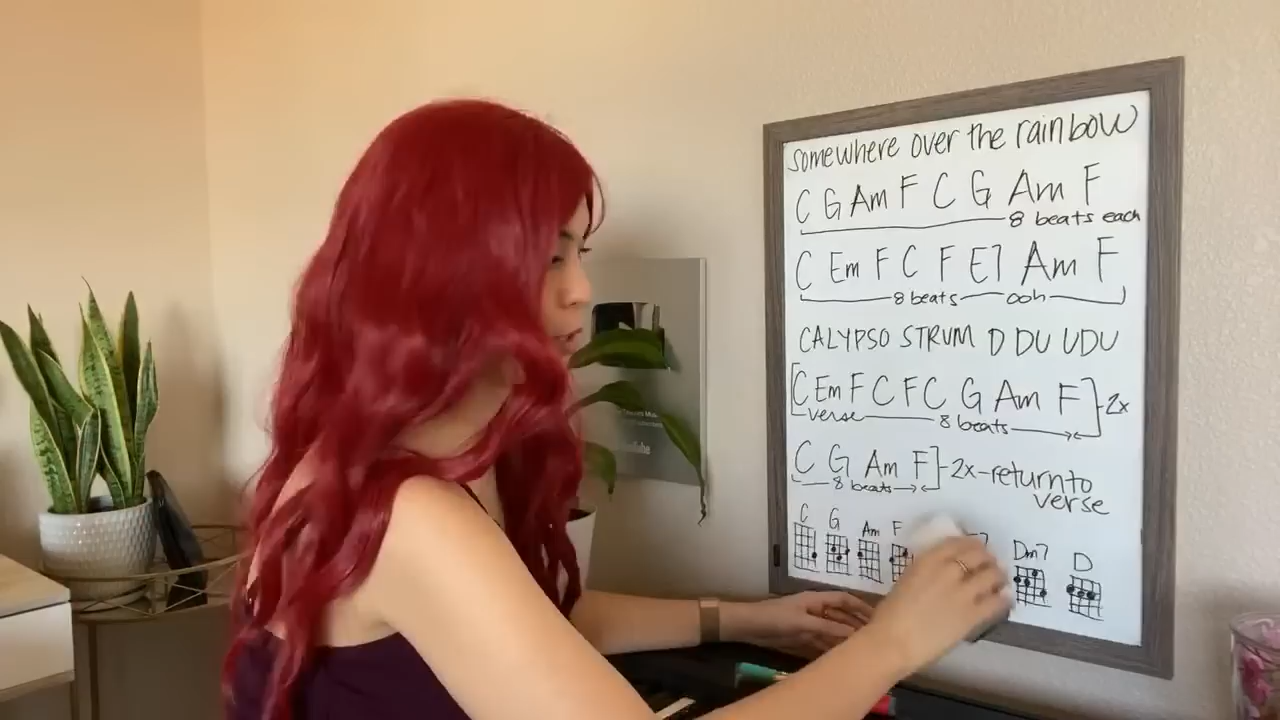 somewhere over the rainbow
C G Am F C G Am F
8 beats each
C Em F C F E7 Am F
8 beats ooh
CALYPSO STRUM D DU UDU
[C Em F C F C G Am F] 2x
verse 8 beats
C G Am F] 2x-return to
8 beats verse
C G Am F Dm7 D